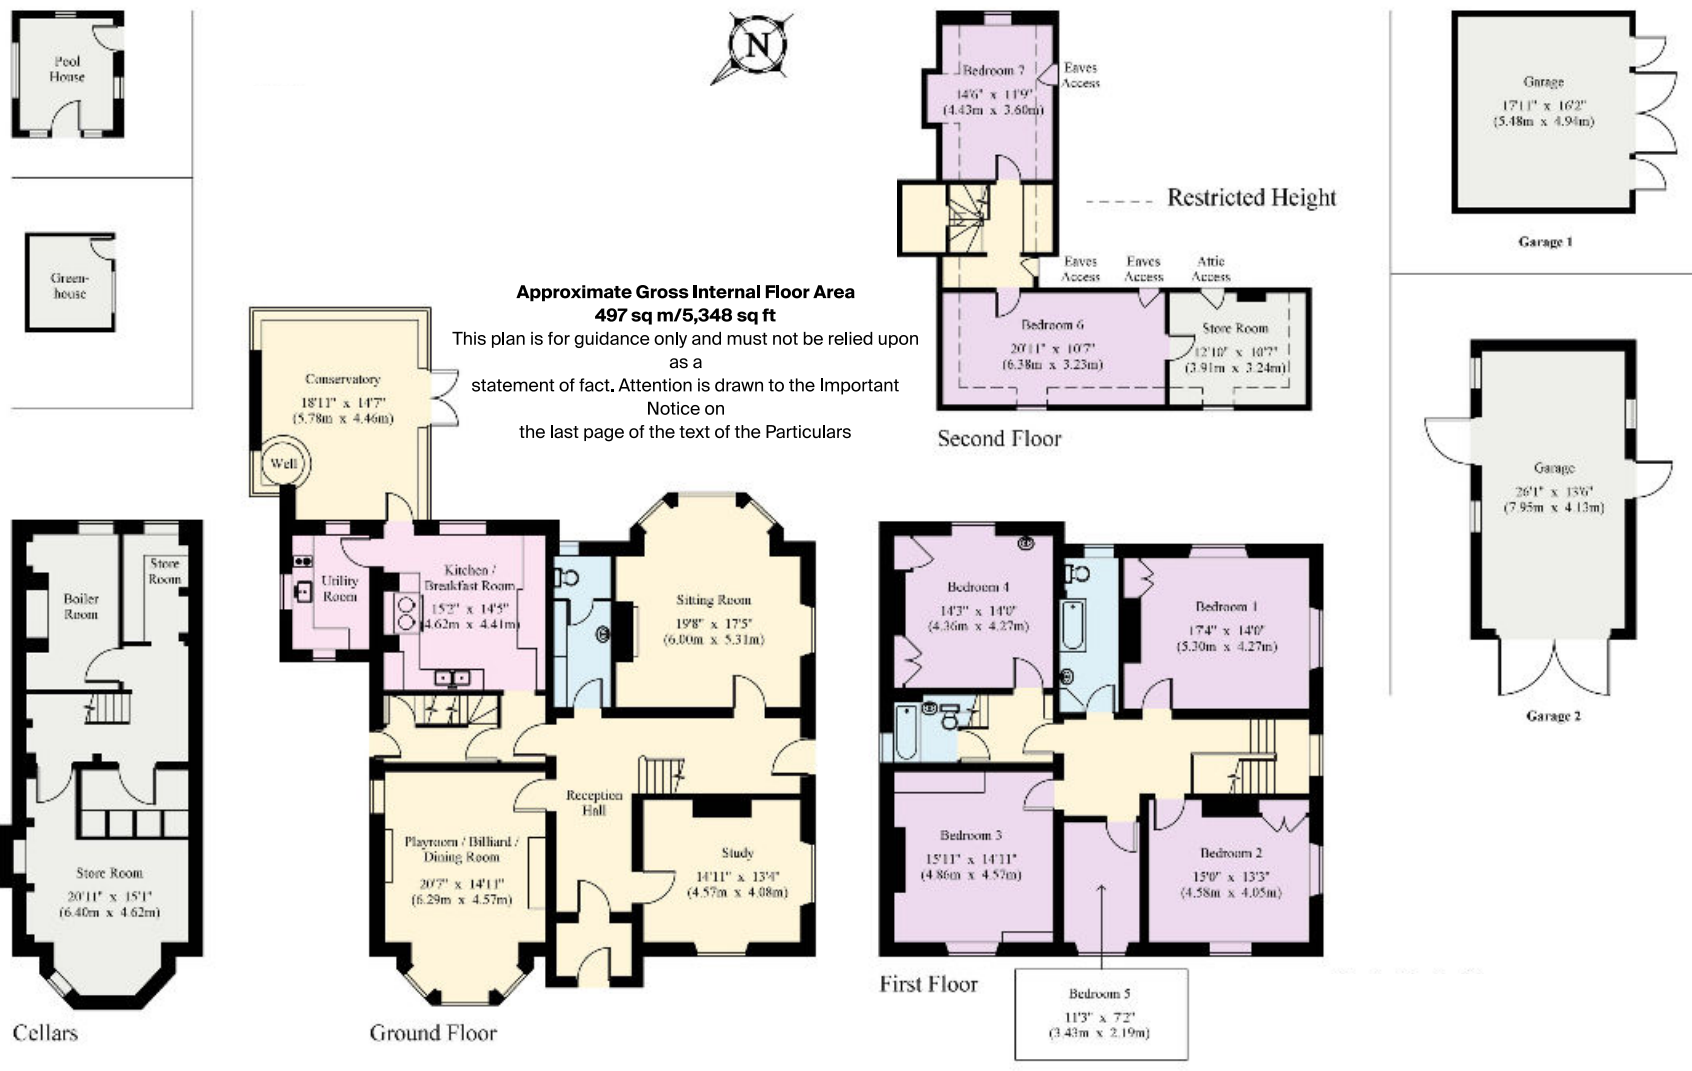 Pool
House
Green-
house
N
Approximate Gross Internal Floor Area
497 sq m/5,348 sq ft
This plan is for guidance only and must not be relied upon
as a
statement of fact. Attention is drawn to the Important
Notice on
the last page of the text of the Particulars
Bedroom 7
14'6" x 11'9"
(4.43m x 3.60m)
Eaves
Access
Restricted Height
Eaves
Access
Eaves
Access
Attic
Access
Bedroom 6
20'11" x 10'7"
(6.38m x 3.23m)
Store Room
12'10" x 10'7"
(3.91m x 3.24m)
Second Floor
Garage
17'11" x 16'2"
(5.48m x 4.94m)
Garage 1
Garage
26'1" x 13'6"
(7.95m x 4.13m)
Garage 2
Boiler
Room
Store
Room
Store Room
20'11" x 15'1"
(6.40m x 4.62m)
Cellars
Conservatory
18'11" x 14'7"
(5.78m x 4.46m)
Well
Utility
Room
Kitchen /
Breakfast Room
15'2" x 14'5"
(4.62m x 4.41m)
Sitting Room
19'8" x 17'5"
(6.00m x 5.31m)
Reception
Hall
Playroom / Billiard /
Dining Room
20'7" x 14'11"
(6.29m x 4.57m)
Study
14'11" x 13'4"
(4.57m x 4.08m)
Ground Floor
Bedroom 4
14'3" x 14'0"
(4.36m x 4.27m)
Bedroom 1
17'4" x 14'0"
(5.30m x 4.27m)
Bedroom 3
15'11" x 14'11"
(4.86m x 4.57m)
Bedroom 2
15'0" x 13'3"
(4.58m x 4.05m)
Bedroom 5
11'3" x 7'2"
(3.43m x 2.19m)
First Floor